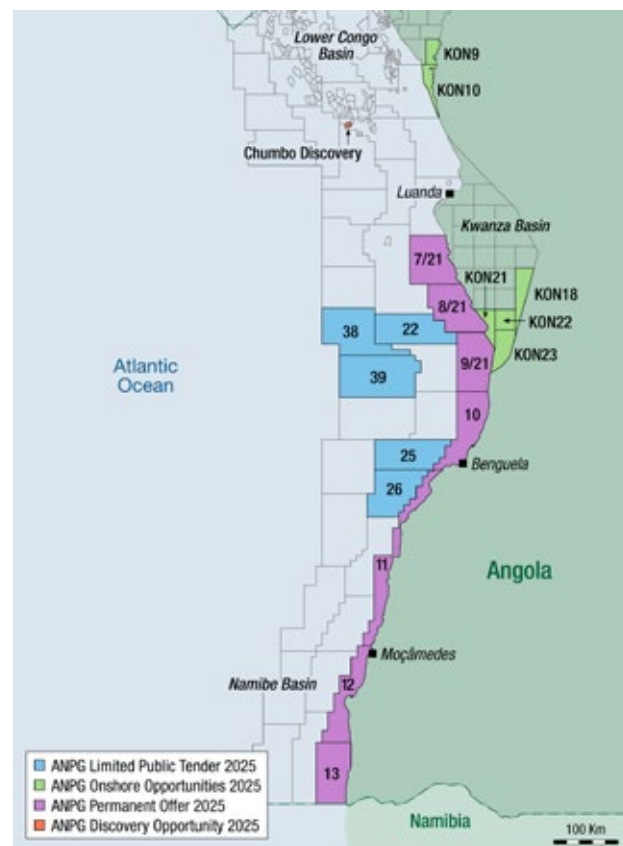 Lower Congo
Basin
KON9
KON10
Chumbo Discovery
Luanda
Kwanza Basin
7/21
KON21
KON18
8/21
KON22
38
22
KON23
9/21
Atlantic
Ocean
39
10
25
Benguela
26
11
Angola
Moçâmedes
Namibe Basin
12
13
ANPG Limited Public Tender 2025
ANPG Onshore Opportunities 2025
ANPG Permanent Offer 2025
ANPG Discovery Opportunity 2025
Namibia
100 Km